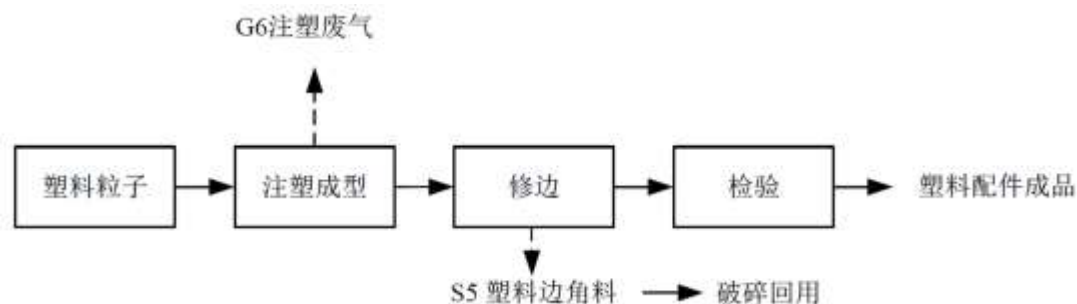 G6注塑废气
塑料粒子
注塑成型
修边
检验
塑料配件成品
S5 塑料边角料
破碎回用